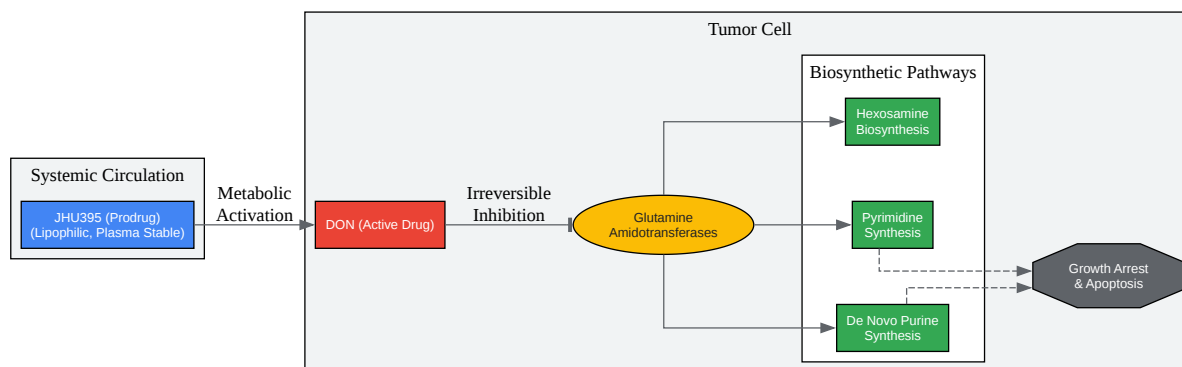 Tumor Cell
Biosynthetic Pathways
Hexosamine
Biosynthesis
Systemic Circulation
JHU395 (Prodrug)
(Lipophilic, Plasma Stable)
Metabolic
Activation
DON (Active Drug)
Irreversible
Inhibition
Glutamine
Amidotransferases
Pyrimidine
Synthesis
De Novo Purine
Synthesis
Growth Arrest
& Apoptosis